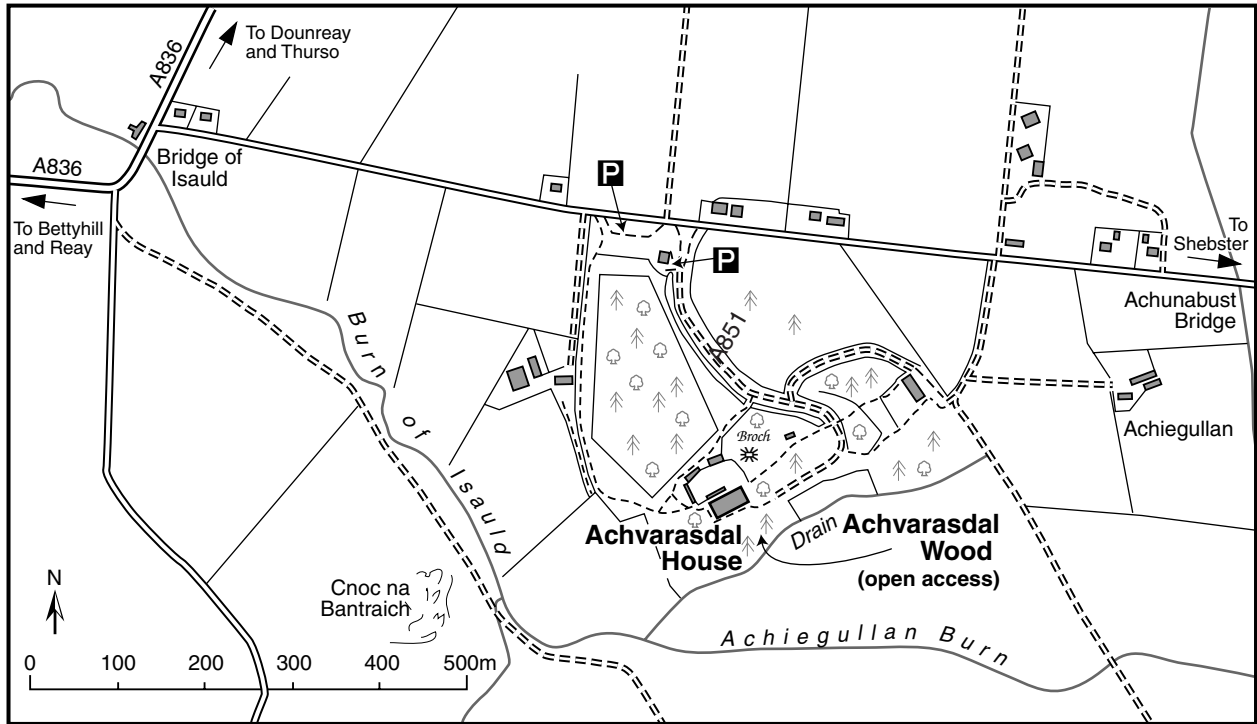 To Dounreay
and Thurso
A836
A836
Bridge of
Isauld
To Bettyhill
and Reay
P
P
To
Shebster
Achunabust
Bridge
A851
Burn of Isauld
Broch
Achiegullan
Achvarasdal
House
Drain
Achvarasdal
Wood
(open access)
Cnoc na
Bantraich
Achiegullan Burn
N
0 100 200 300 400 500m